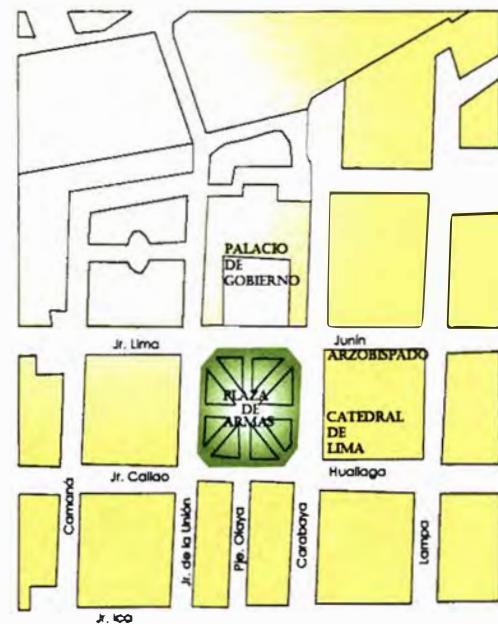 PALACIO
DE
GOBIERNO
Jr. Lima
Junín
ARZOBISPADO
PLAZA
DE
ARMAS
CATEDRAL
DE
LIMA
Jr. Callao
Huallaga
Camaná
Jr. de la Unión
Pje. Olaya
Carabaya
Lampa
Jr. Ica